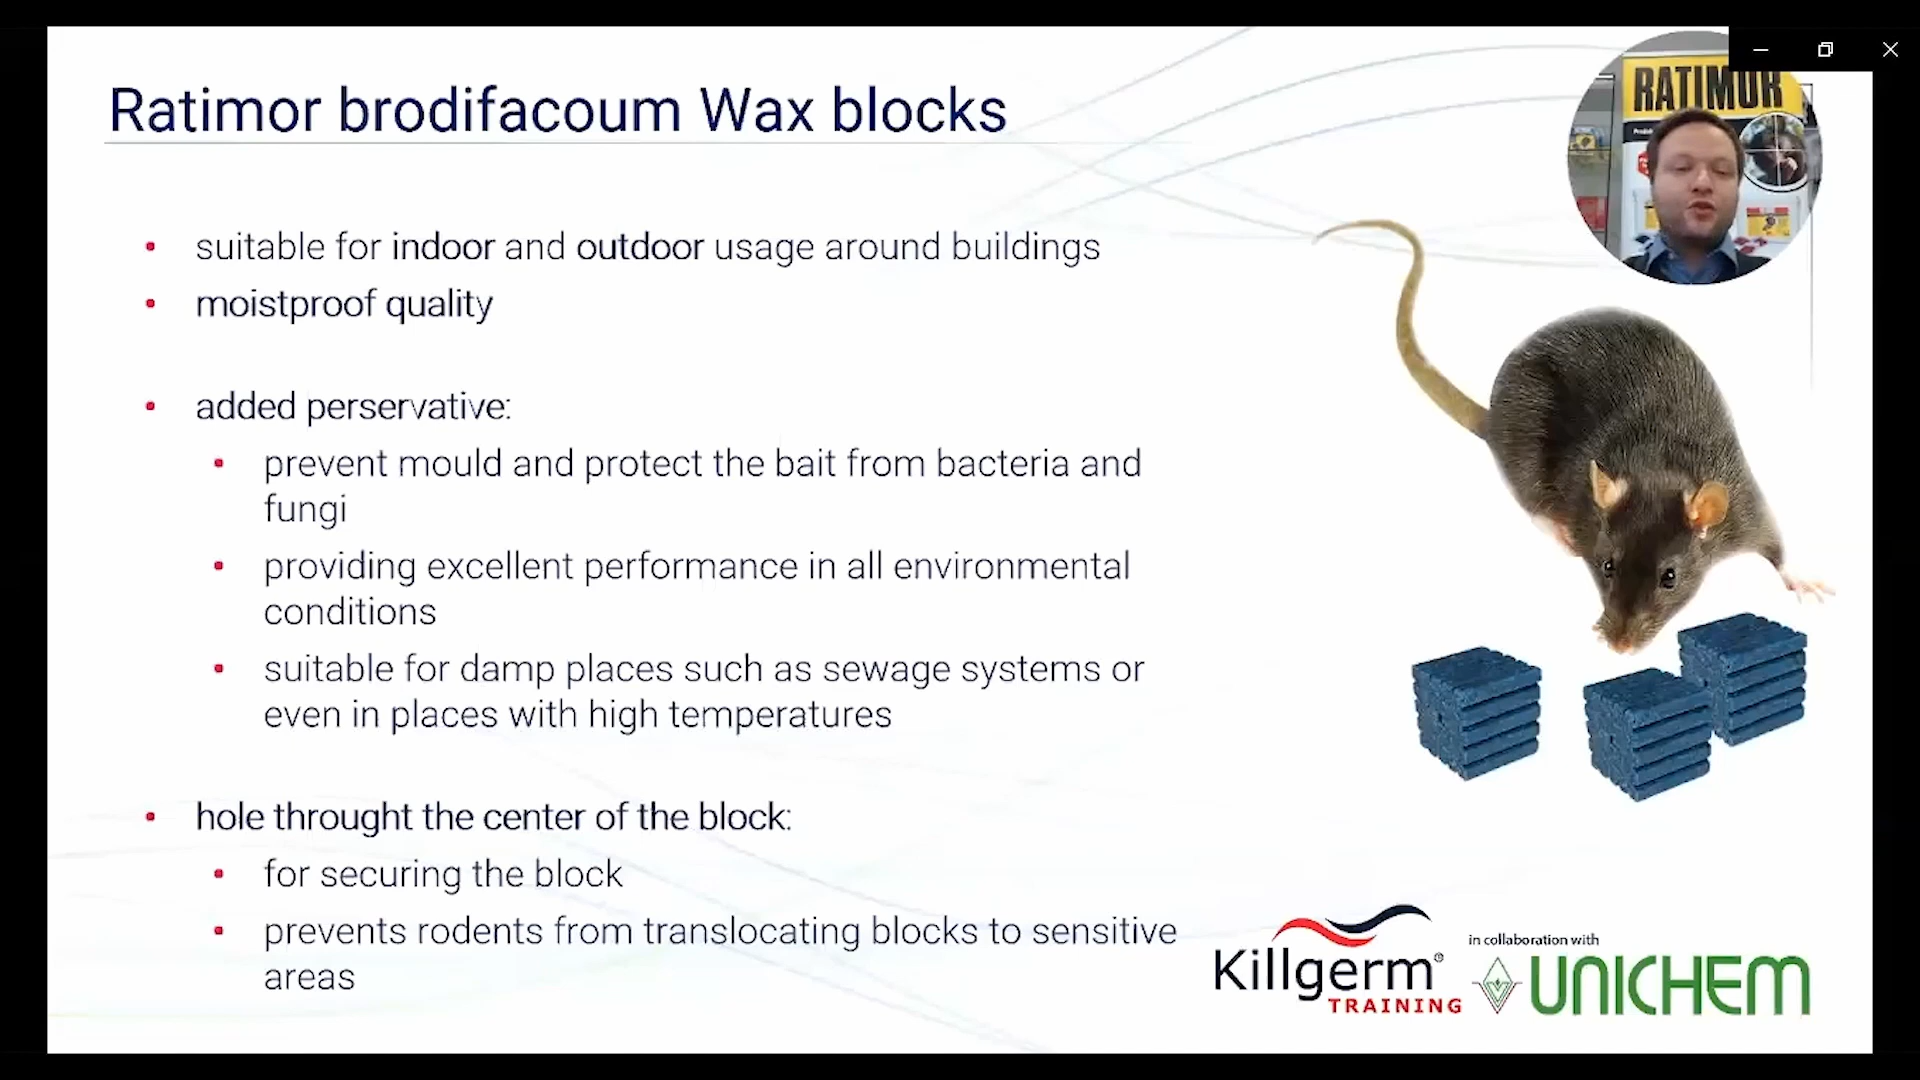 Ratimor brodifacoum Wax blocks
RATIMOR
suitable for indoor and outdoor usage around buildings
moistproof quality
added perservative:
prevent mould and protect the bait from bacteria and
fungi
providing excellent performance in all environmental
conditions
suitable for damp places such as sewage systems or
even in places with high temperatures
hole throught the center of the block:
for securing the block
prevents rodents from translocating blocks to sensitive
areas
Killgerm®
TRAINING
in collaboration with
UNICHEM